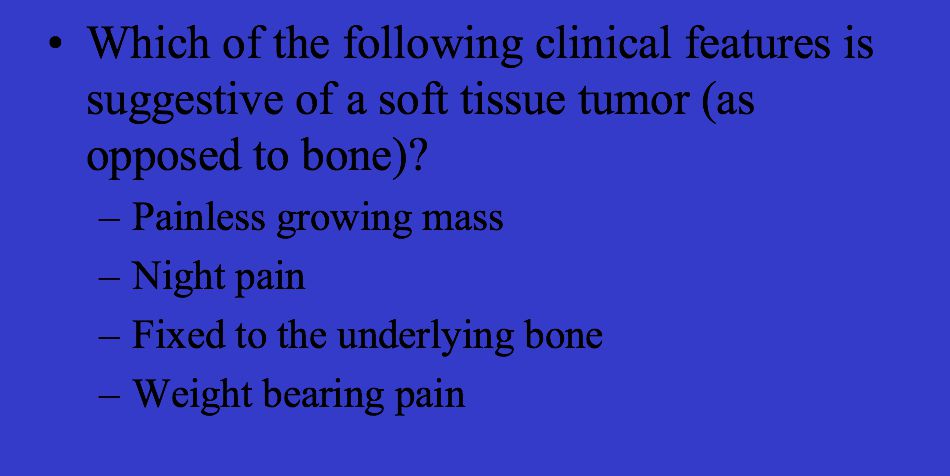 • Which of the following clinical features is
suggestive of a soft tissue tumor (as
opposed to bone)?
– Painless growing mass
– Night pain
– Fixed to the underlying bone
– Weight bearing pain